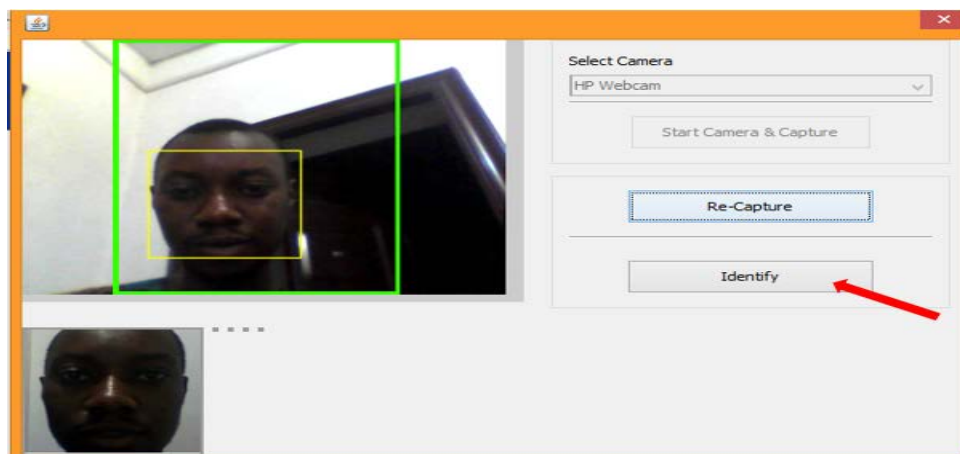 Select Camera
HP Webcam
Start Camera & Capture
Re-Capture
Identify